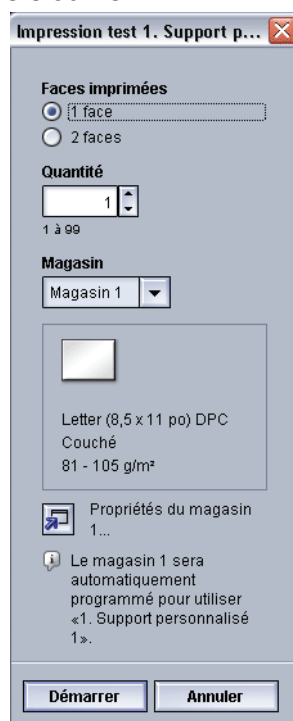 Impression test 1. Support p...
Faces imprimées
1 face
2 faces
Quantité
1
1 à 99
Magasin
Magasin 1
Letter (8,5 x 11 po) DPC
Couché
81 - 105 g/m²
Propriétés du magasin
1...
Le magasin 1 sera
automatiquement
programmé pour utiliser
«1. Support personnalisé
1».
Démarrer
Annuler